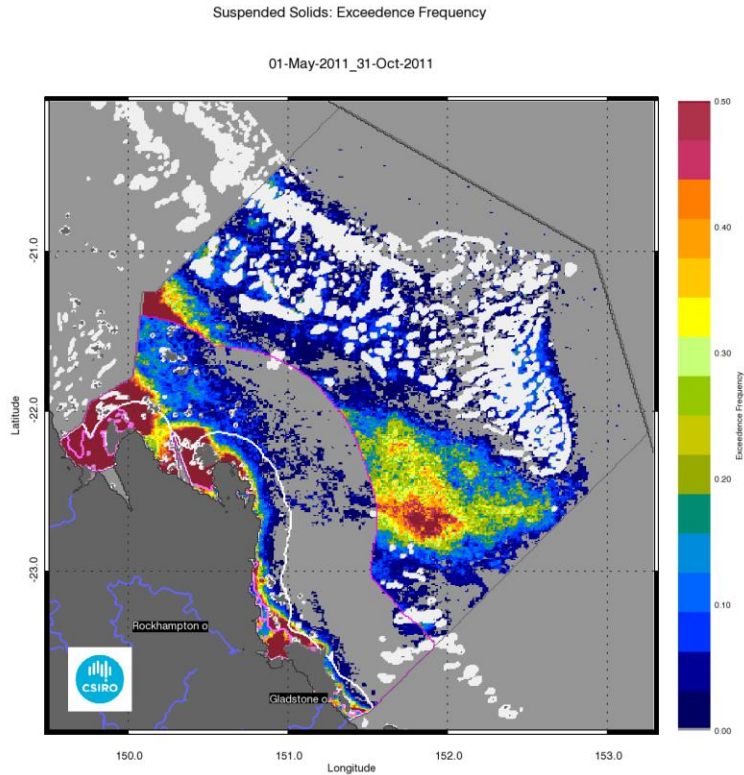 Suspended Solids: Exceedence Frequency
01-May-2011_31-Oct-2011
0.50
0.40
0.30
0.20
0.10
0.00
Exceedence Frequency
-21.0
-22.0
-23.0
Latitude
Rockhampton o
Gladstone o
CSIRO
150.0 151.0 152.0 153.0
Longitude